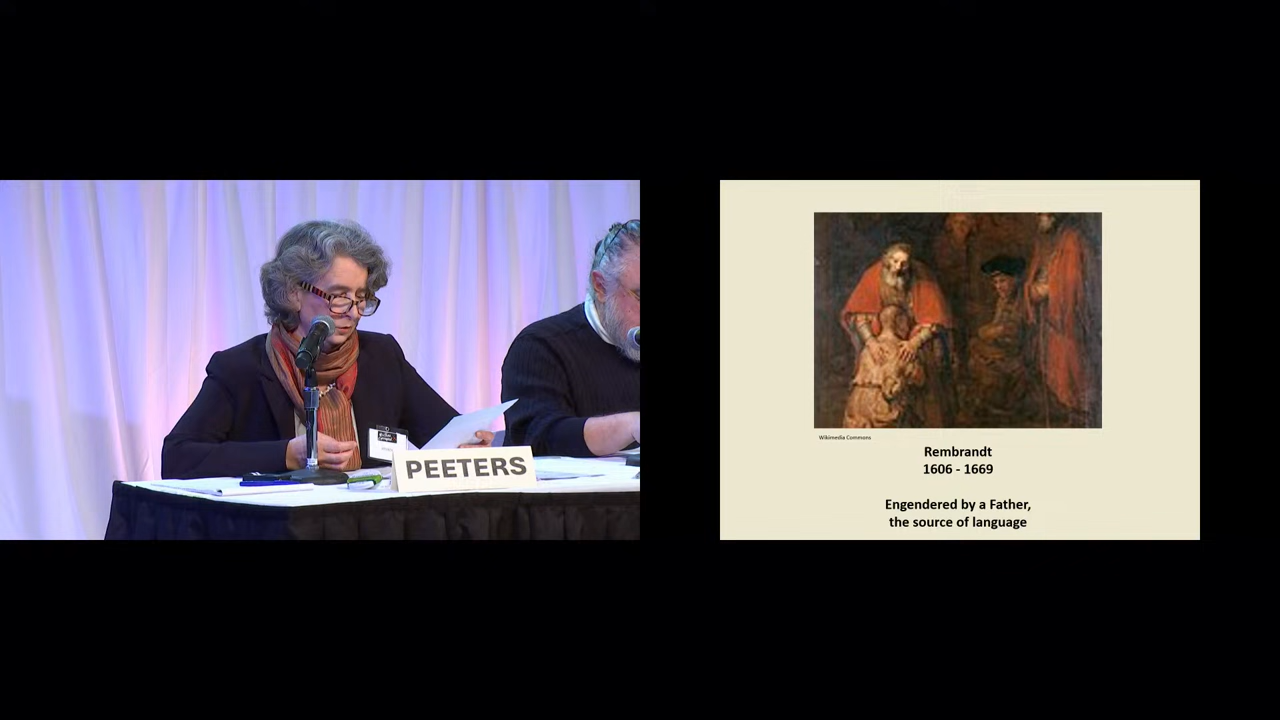 PEETERS
Wikimedia Commons
Rembrandt
1606 - 1669
Engendered by a Father,
the source of language